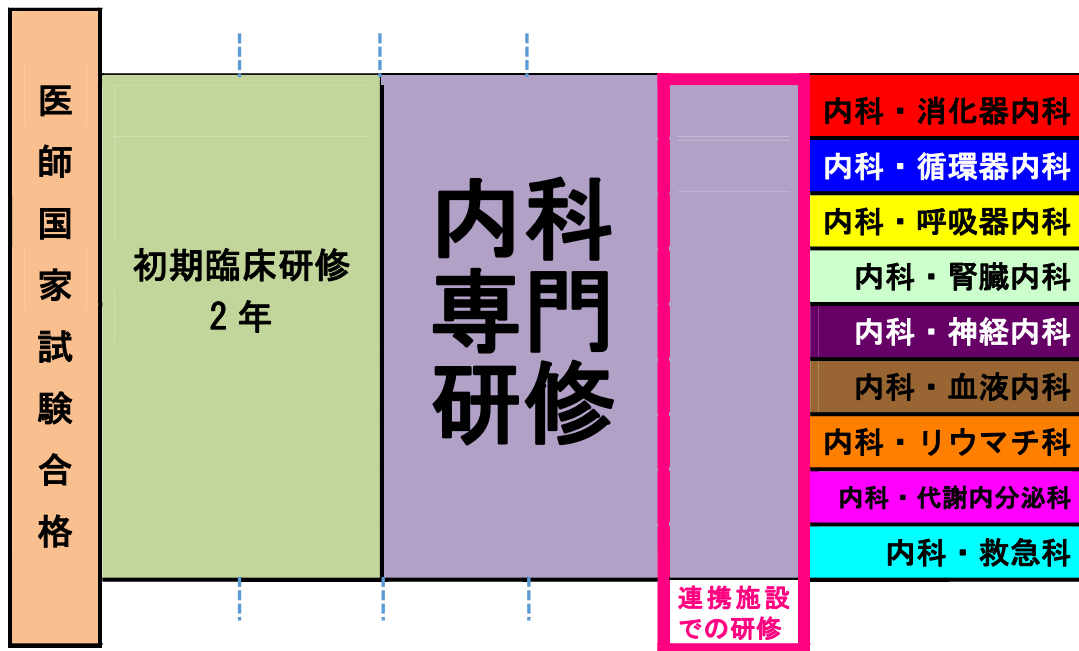 医師国家試験合格
初期臨床研修
2年
内科
専門
研修
連携施設
での研修
内科・消化器内科
内科・循環器内科
内科・呼吸器内科
内科・腎臓内科
内科・神経内科
内科・血液内科
内科・リウマチ科
内科・代謝内分泌科
内科・救急科